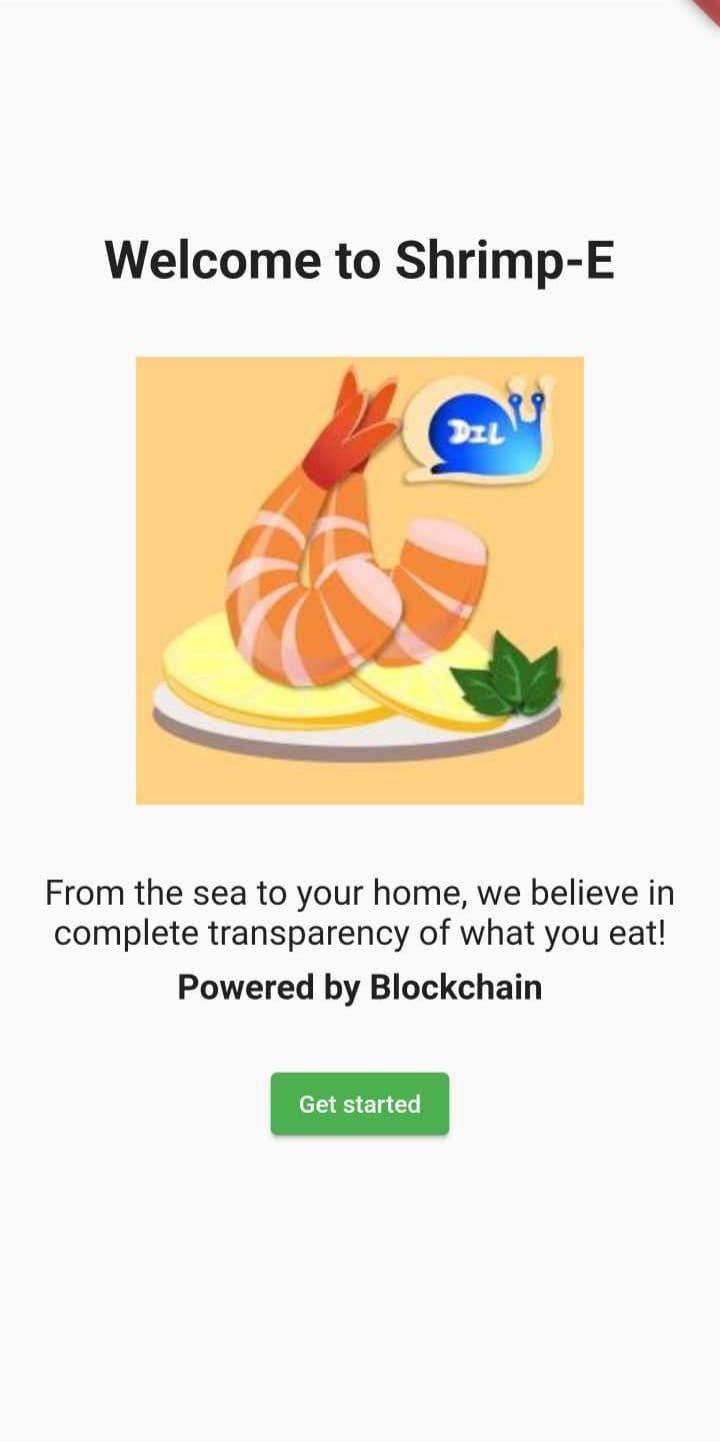 Welcome to Shrimp-E
DIL
From the sea to your home, we believe in
complete transparency of what you eat!
Powered by Blockchain
Get started